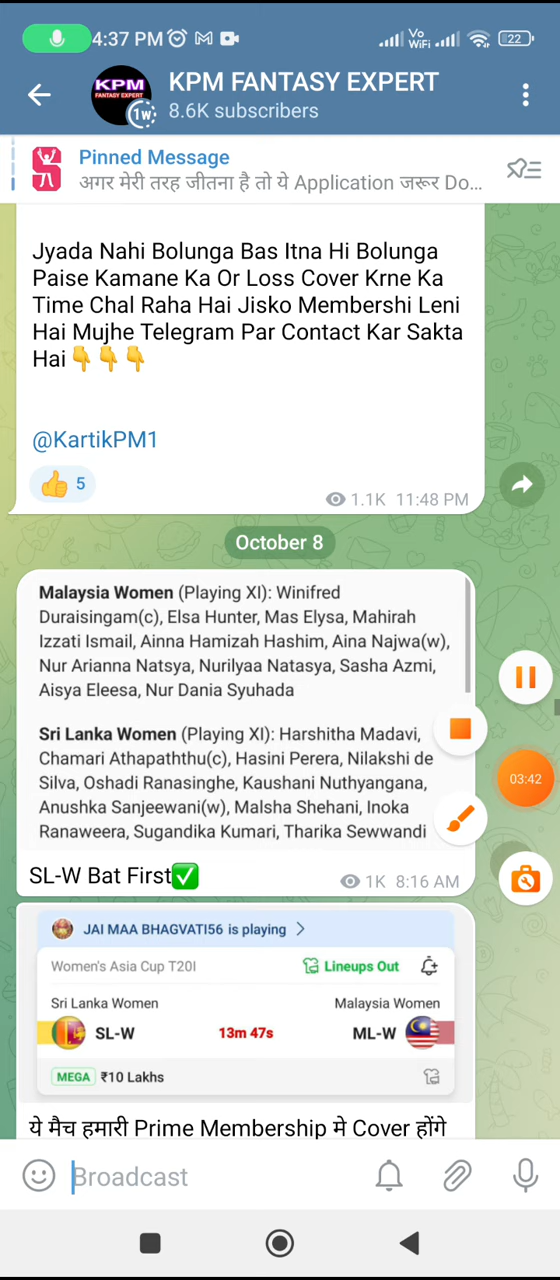 4:37 PM
Vo
WiFi
22
KPM
FANTASY EXPERT
1w
KPM FANTASY EXPERT
8.6K subscribers
Pinned Message
अगर मेरी तरह जीतना है तो ये Application जरूर Do...
Jyada Nahi Bolunga Bas Itna Hi Bolunga
Paise Kamane Ka Or Loss Cover Krne Ka
Time Chal Raha Hai Jisko Membershi Leni
Hai Mujhe Telegram Par Contact Kar Sakta
Hai👇👇👇
@KartikPM1
👍 5
1.1K 11:48 PM
October 8
Malaysia Women (Playing XI): Winifred
Duraisingam(c), Elsa Hunter, Mas Elysa, Mahirah
Izzati Ismail, Ainna Hamizah Hashim, Aina Najwa(w),
Nur Arianna Natsya, Nurilyaa Natasya, Sasha Azmi,
Aisya Eleesa, Nur Dania Syuhada
Sri Lanka Women (Playing XI): Harshitha Madavi,
Chamari Athapaththu(c), Hasini Perera, Nilakshi de
Silva, Oshadi Ranasinghe, Kaushani Nuthyangana,
Anushka Sanjeewani(w), Malsha Shehani, Inoka
Ranaweera, Sugandika Kumari, Tharika Sewwandi
03:42
SL-W Bat First✅
1K 8:16 AM
JAI MAA BHAGVATI56 is playing
Women's Asia Cup T20I
Lineups Out
Sri Lanka Women
Malaysia Women
SL-W
13m 47s
ML-W
MEGA ₹10 Lakhs
ये मैच हमारी Prime Membership मे Cover होंगे
Broadcast